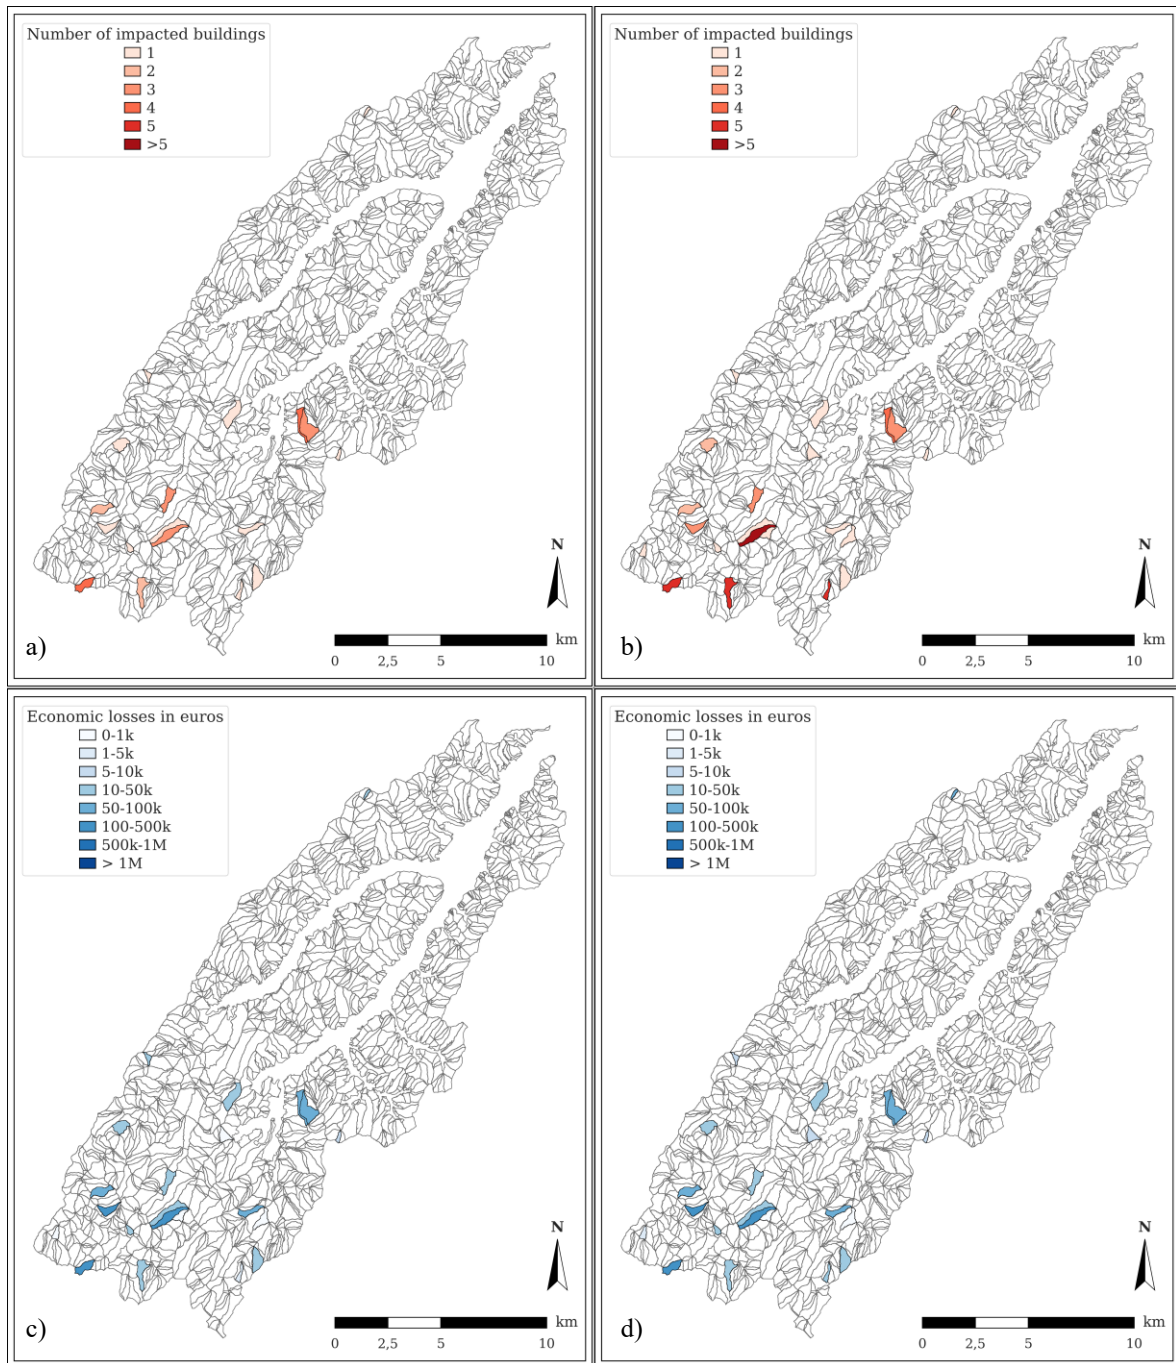 Number of impacted buildings
1
2
3
4
5
>5
N
km
0 2,5 5 10
a)
Number of impacted buildings
1
2
3
4
5
>5
N
km
0 2,5 5 10
b)
Economic losses in euros
0-1k
1-5k
5-10k
10-50k
50-100k
100-500k
500k-1M
> 1M
N
km
0 2,5 5 10
c)
Economic losses in euros
0-1k
1-5k
5-10k
10-50k
50-100k
100-500k
500k-1M
> 1M
N
km
0 2,5 5 10
d)